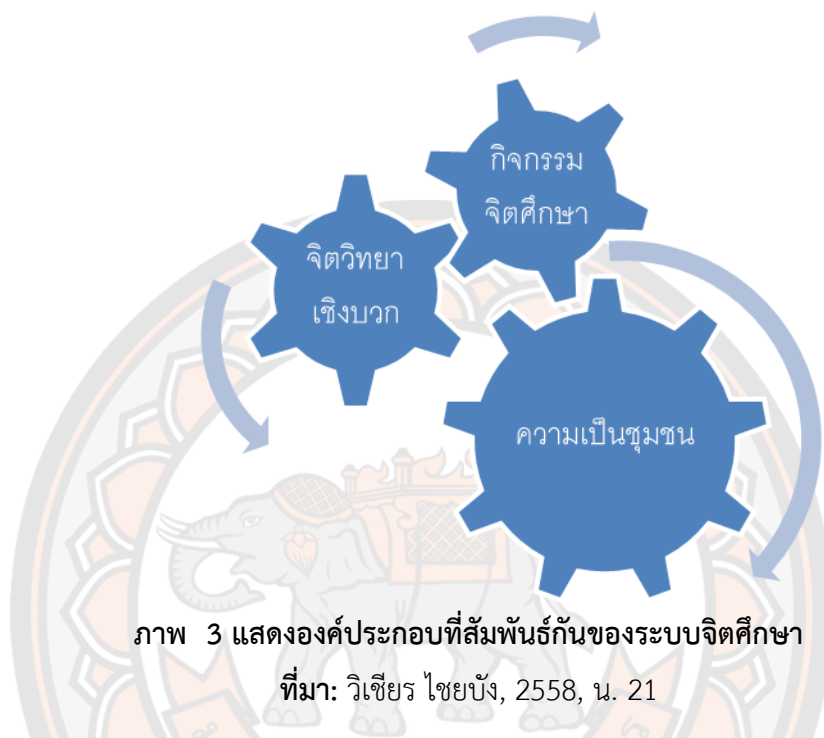 กิจกรรม
จิตศึกษา
จิตวิทยา
เชิงบวก
ความเป็นชุมชน
ภาพ 3 แสดงองค์ประกอบที่สัมพันธ์กันของระบบจิตศึกษา
ที่มา: วิเชียร ไชยบัง, 2558, น. 21